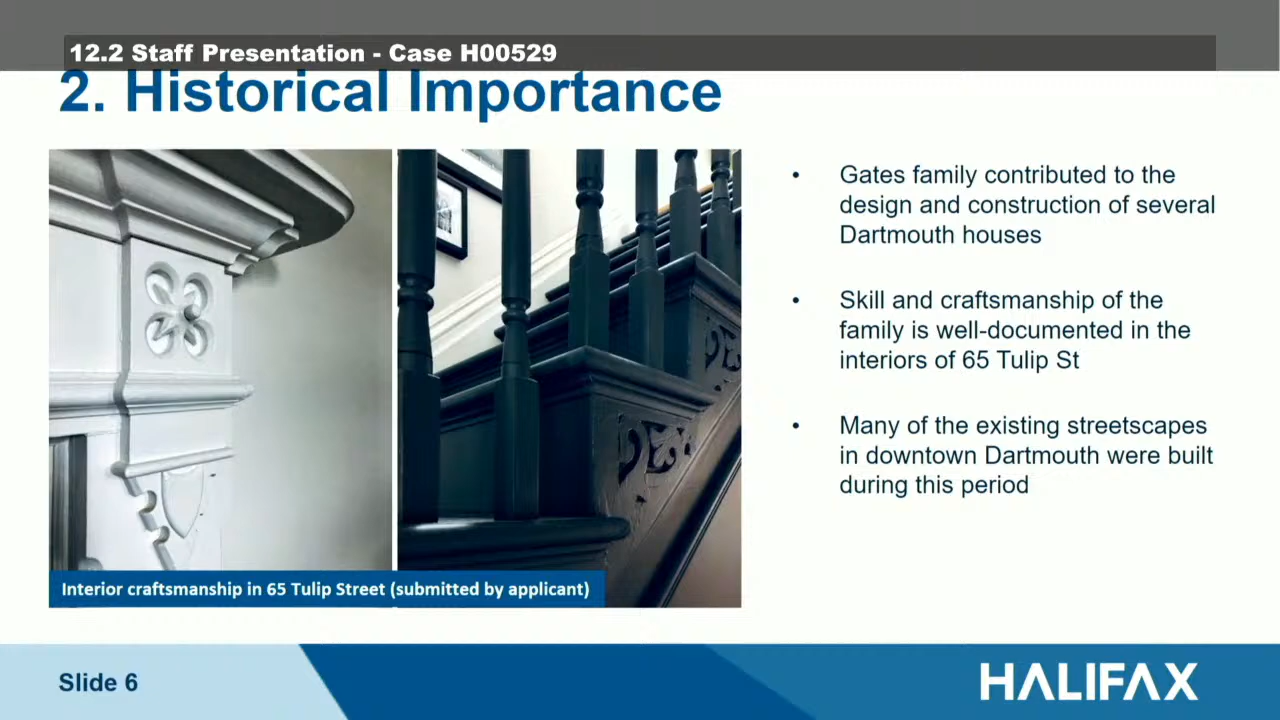 12.2 Staff Presentation - Case H00529
2. Historical Importance
• Gates family contributed to the
design and construction of several
Dartmouth houses
• Skill and craftsmanship of the
family is well-documented in the
interiors of 65 Tulip St
• Many of the existing streetscapes
in downtown Dartmouth were built
during this period
Interior craftsmanship in 65 Tulip Street (submitted by applicant)
Slide 6
HALIFAX